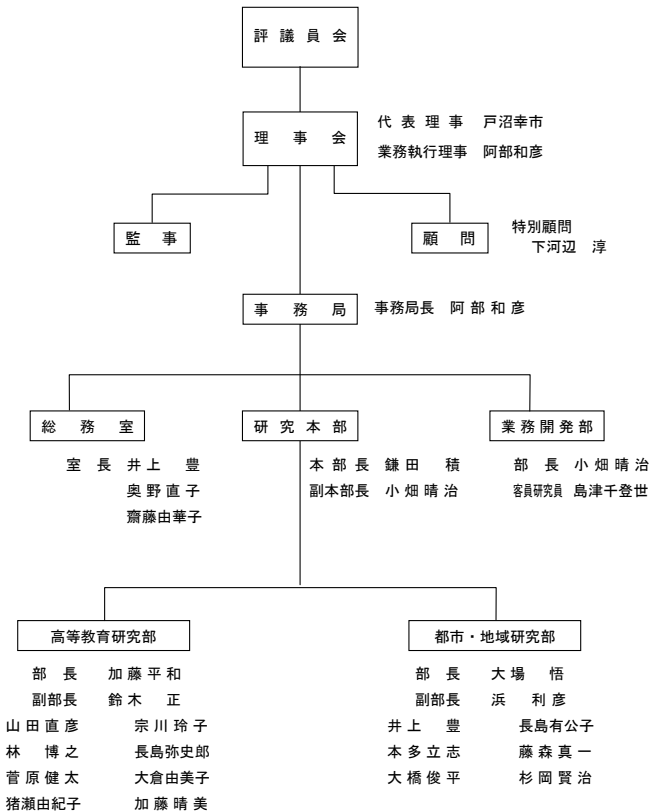 評議員会
理事会
代表理事 戸沼幸市
業務執行理事 阿部和彦
監事
顧問
特別顧問
下河辺 淳
事務局
事務局長 阿部和彦
総務室
研究本部
業務開発部
室長 井上 豊
奥野直子
齋藤由華子
本部長 鎌田 積
副本部長 小畑晴治
部長 小畑晴治
客員研究員 島津千登世
高等教育研究部
都市・地域研究部
部長 加藤平和
副部長 鈴木 正
山田直彦 宗川玲子
林 博之 長島弥史郎
菅原健太 大倉由美子
猪瀬由紀子 加藤晴美
部長 大場 悟
副部長 浜 利彦
井上 豊 長島有公子
本多立志 藤森真一
大橋俊平 杉岡賢治